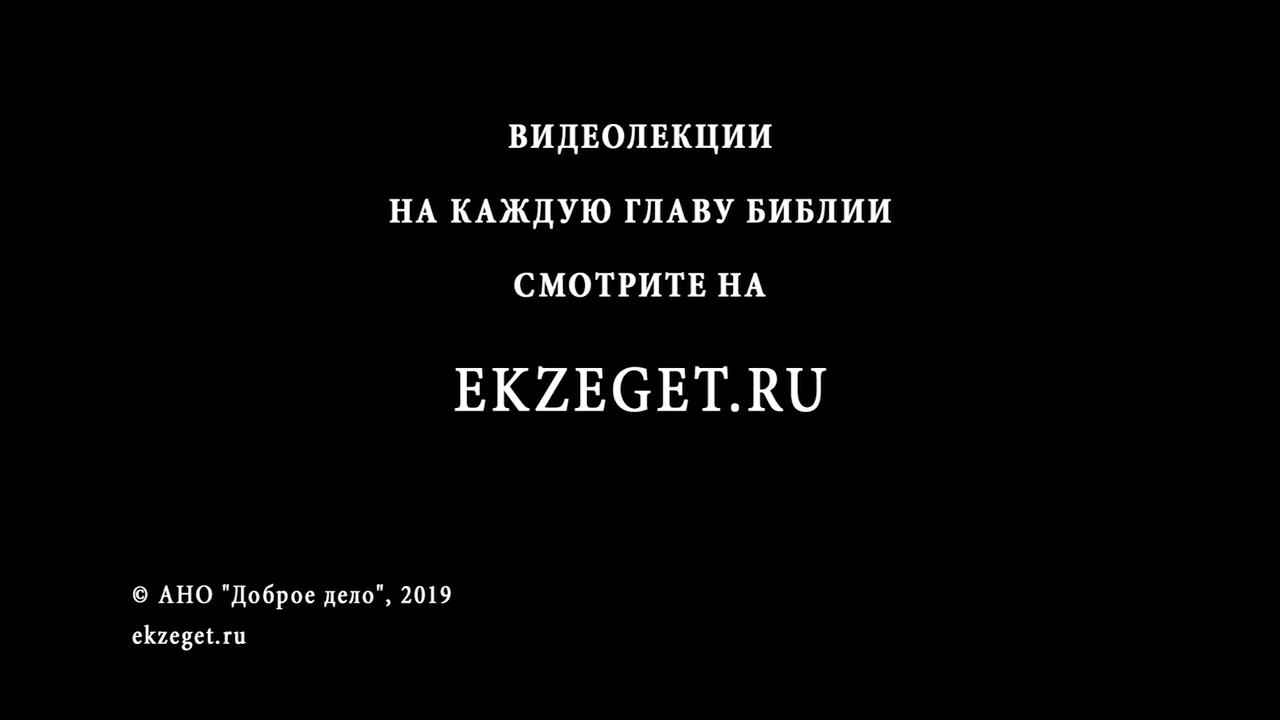 ВИДЕОЛЕКЦИИ
НА КАЖДУЮ ГЛАВУ БИБЛИИ
СМОТРИТЕ НА
EKZEGET.RU
© АНО "Доброе дело", 2019
ekzeget.ru